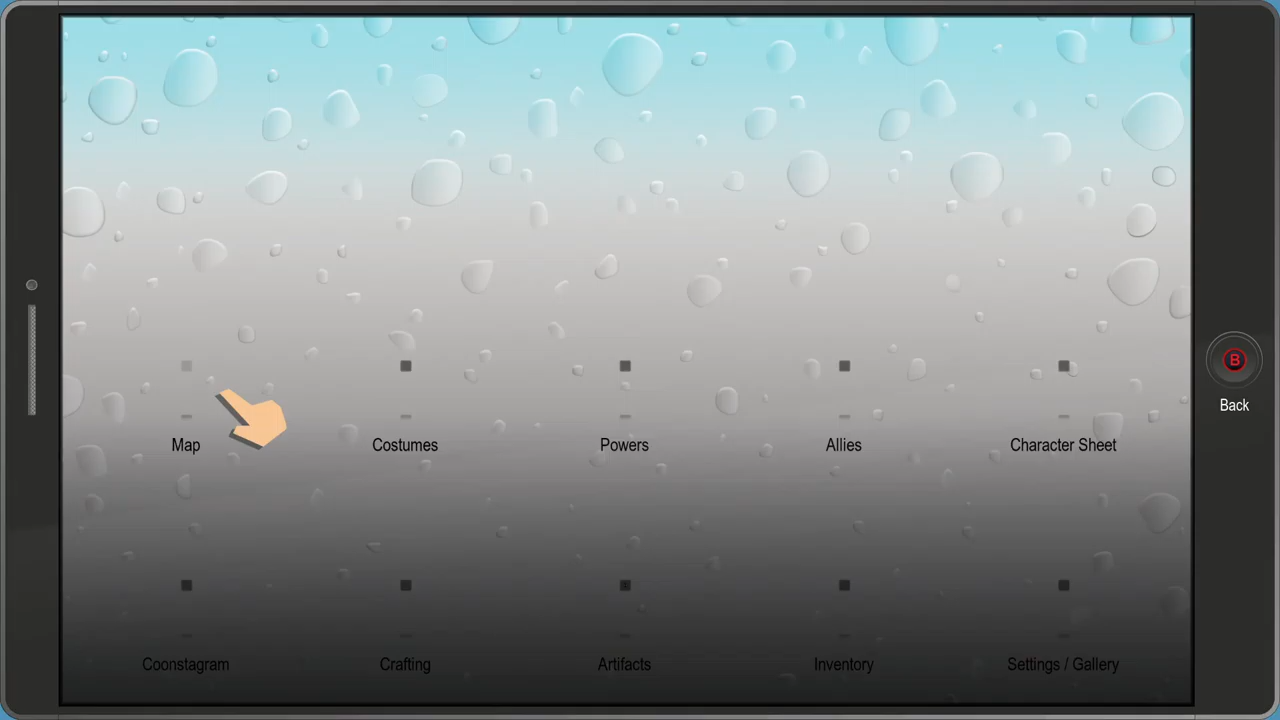 B
Back
Map
Costumes
Powers
Allies
Character Sheet
Coonstagram
Crafting
Artifacts
Inventory
Settings / Gallery